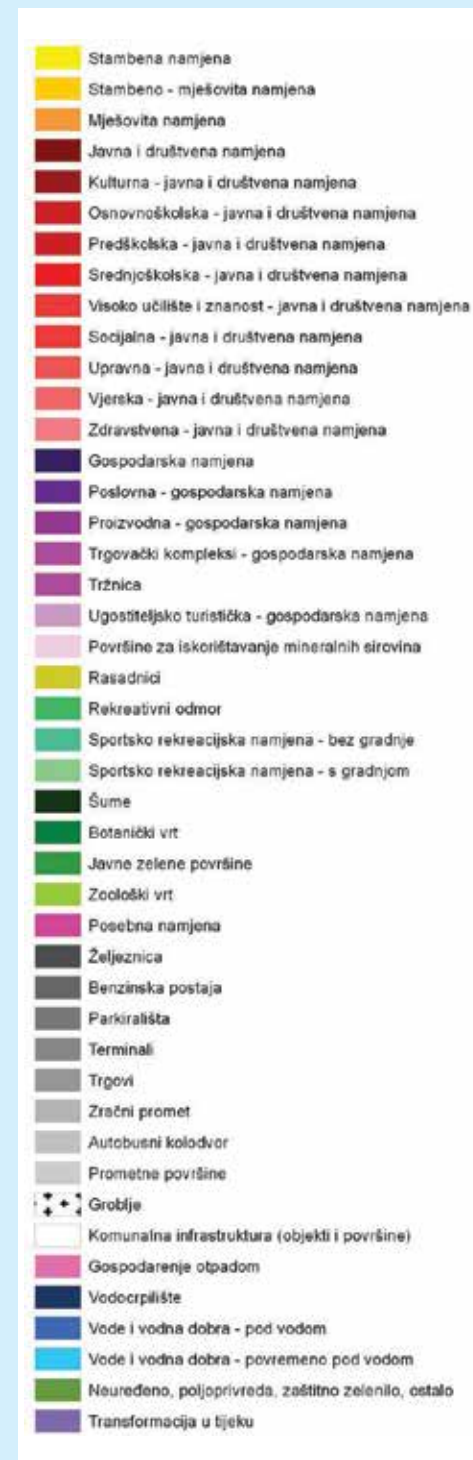 Stambena namjena
Stambeno - mješovita namjena
Mješovita namjena
Javna i društvena namjena
Kulturna - javna i društvena namjena
Osnovnoškolska - javna i društvena namjena
Predškolska - javna i društvena namjena
Srednjoškolska - javna i društvena namjena
Visoko učilište i znanost - javna i društvena namjena
Socijalna - javna i društvena namjena
Upravna - javna i društvena namjena
Vjerska - javna i društvena namjena
Zdravstvena - javna i društvena namjena
Gospodarska namjena
Poslovna - gospodarska namjena
Proizvodna - gospodarska namjena
Trgovački kompleksi - gospodarska namjena
Tržnica
Ugostiteljsko turistička - gospodarska namjena
Površine za iskorištavanje mineralnih sirovina
Rasadnici
Rekreativni odmor
Sportsko rekreacijska namjena - bez gradnje
Sportsko rekreacijska namjena - s gradnjom
Šume
Botanički vrt
Javne zelene površine
Zoološki vrt
Posebna namjena
Željeznica
Benzinska postaja
Parkirališta
Terminali
Trgovi
Zračni promet
Autobusni kolodvor
Prometne površine
Groblje
Komunalna infrastruktura (objekti i površine)
Gospodarenje otpadom
Vodocrpilište
Vode i vodna dobra - pod vodom
Vode i vodna dobra - povremeno pod vodom
Neuređeno, poljoprivreda, zaštitno zelenilo, ostalo
Transformacija u tijeku